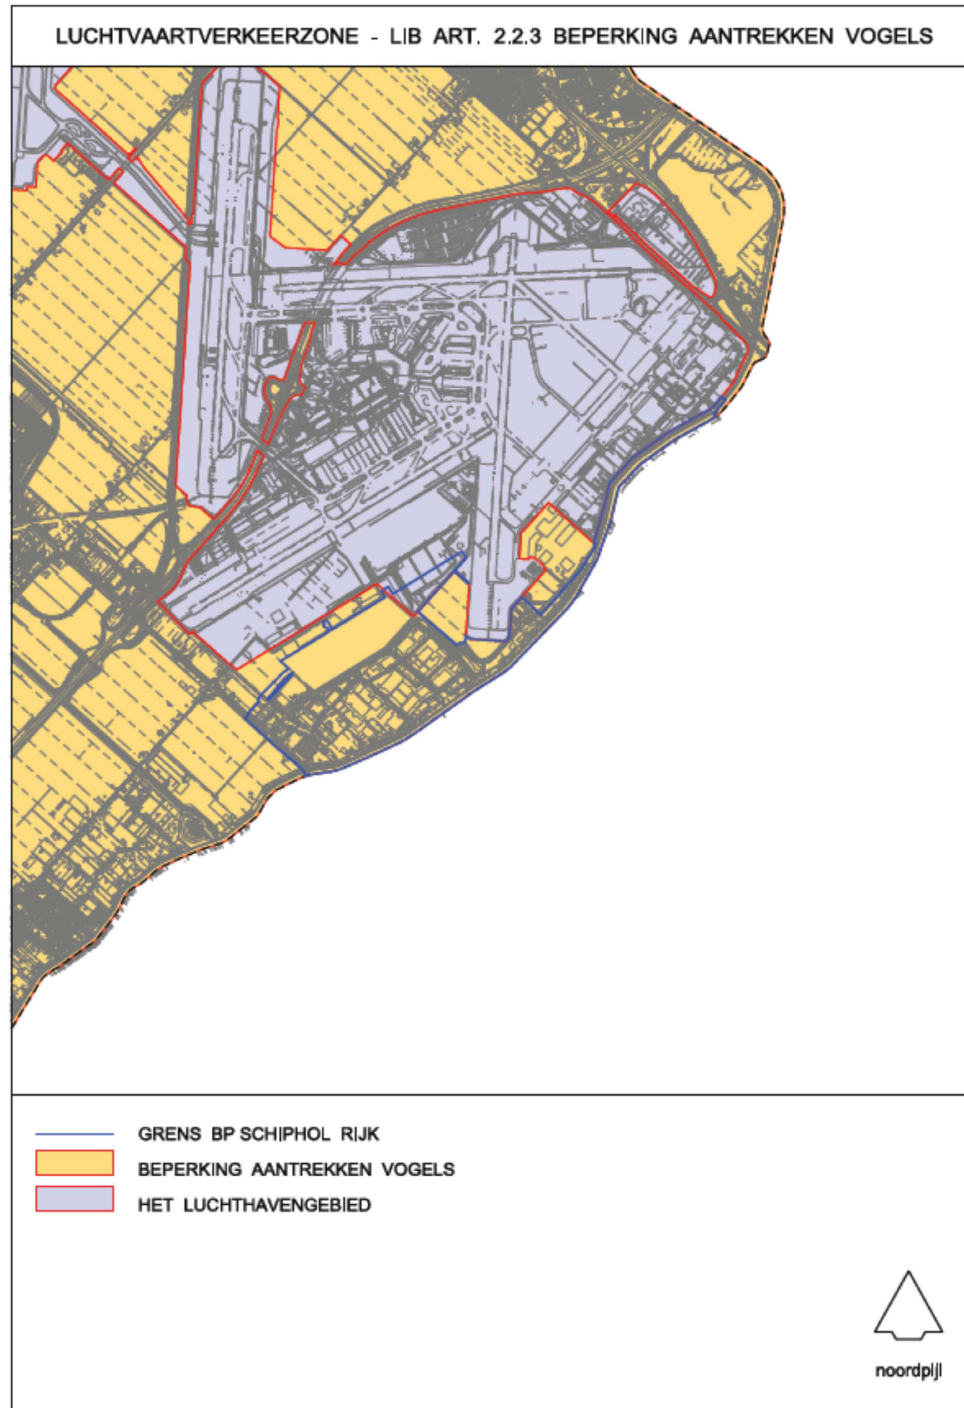 LUCHTVAARTVERKEERZONE - LIB ART. 2.2.3 BEPERKING AANTREKKEN VOGELS
GRENS BP SCHIPHOL RIJK
BEPERKING AANTREKKEN VOGELS
HET LUCHTHAVENGEBIED
noordpijl